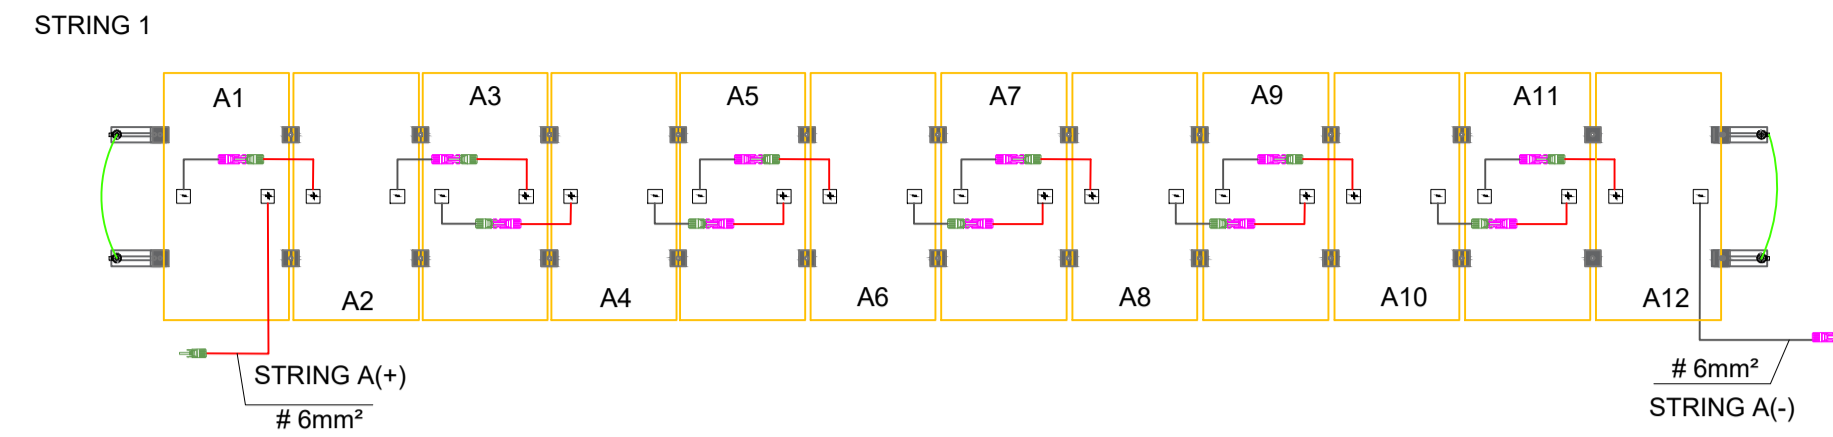 STRING 1
A1
A3
A5
A7
A9
A11
- + +
- - + +
- - + +
- - + +
- - + +
- - + +
-
A2
A4
A6
A8
A10
A12
STRING A(+)
# 6mm²
# 6mm²
STRING A(-)